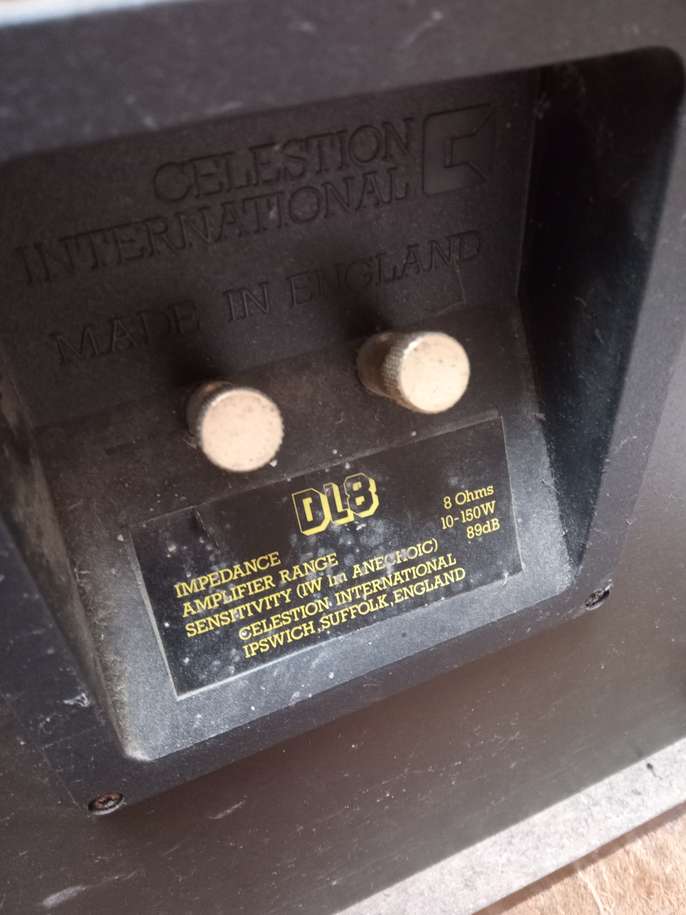 CELESTION
INTERNATIONAL
MADE IN ENGLAND
DL8
IMPEDANCE 8 Ohms
AMPLIFIER RANGE 10-150W
SENSITIVITY (1W 1m ANECHOIC) 89dB
CELESTION INTERNATIONAL
IPSWICH, SUFFOLK, ENGLAND